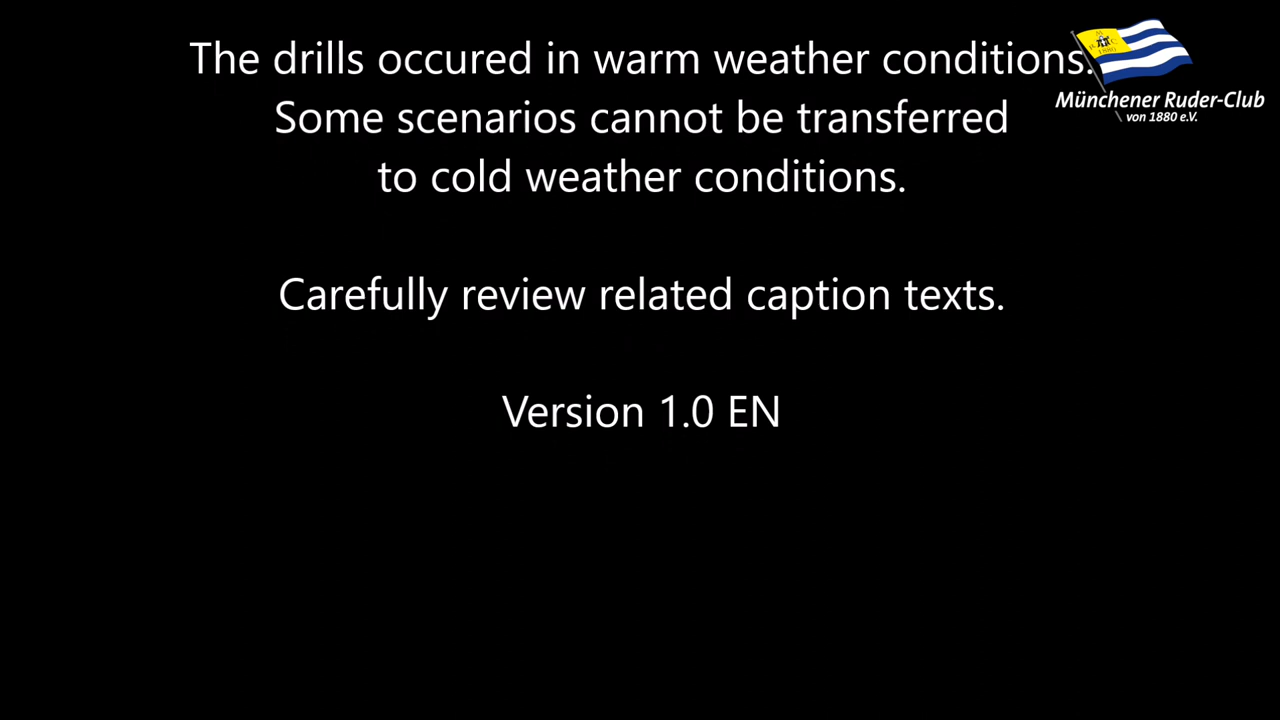 The drills occured in warm weather conditions.
Some scenarios cannot be transferred
to cold weather conditions.
Carefully review related caption texts.
Version 1.0 EN
Münchener Ruder-Club
von 1880 e.V.